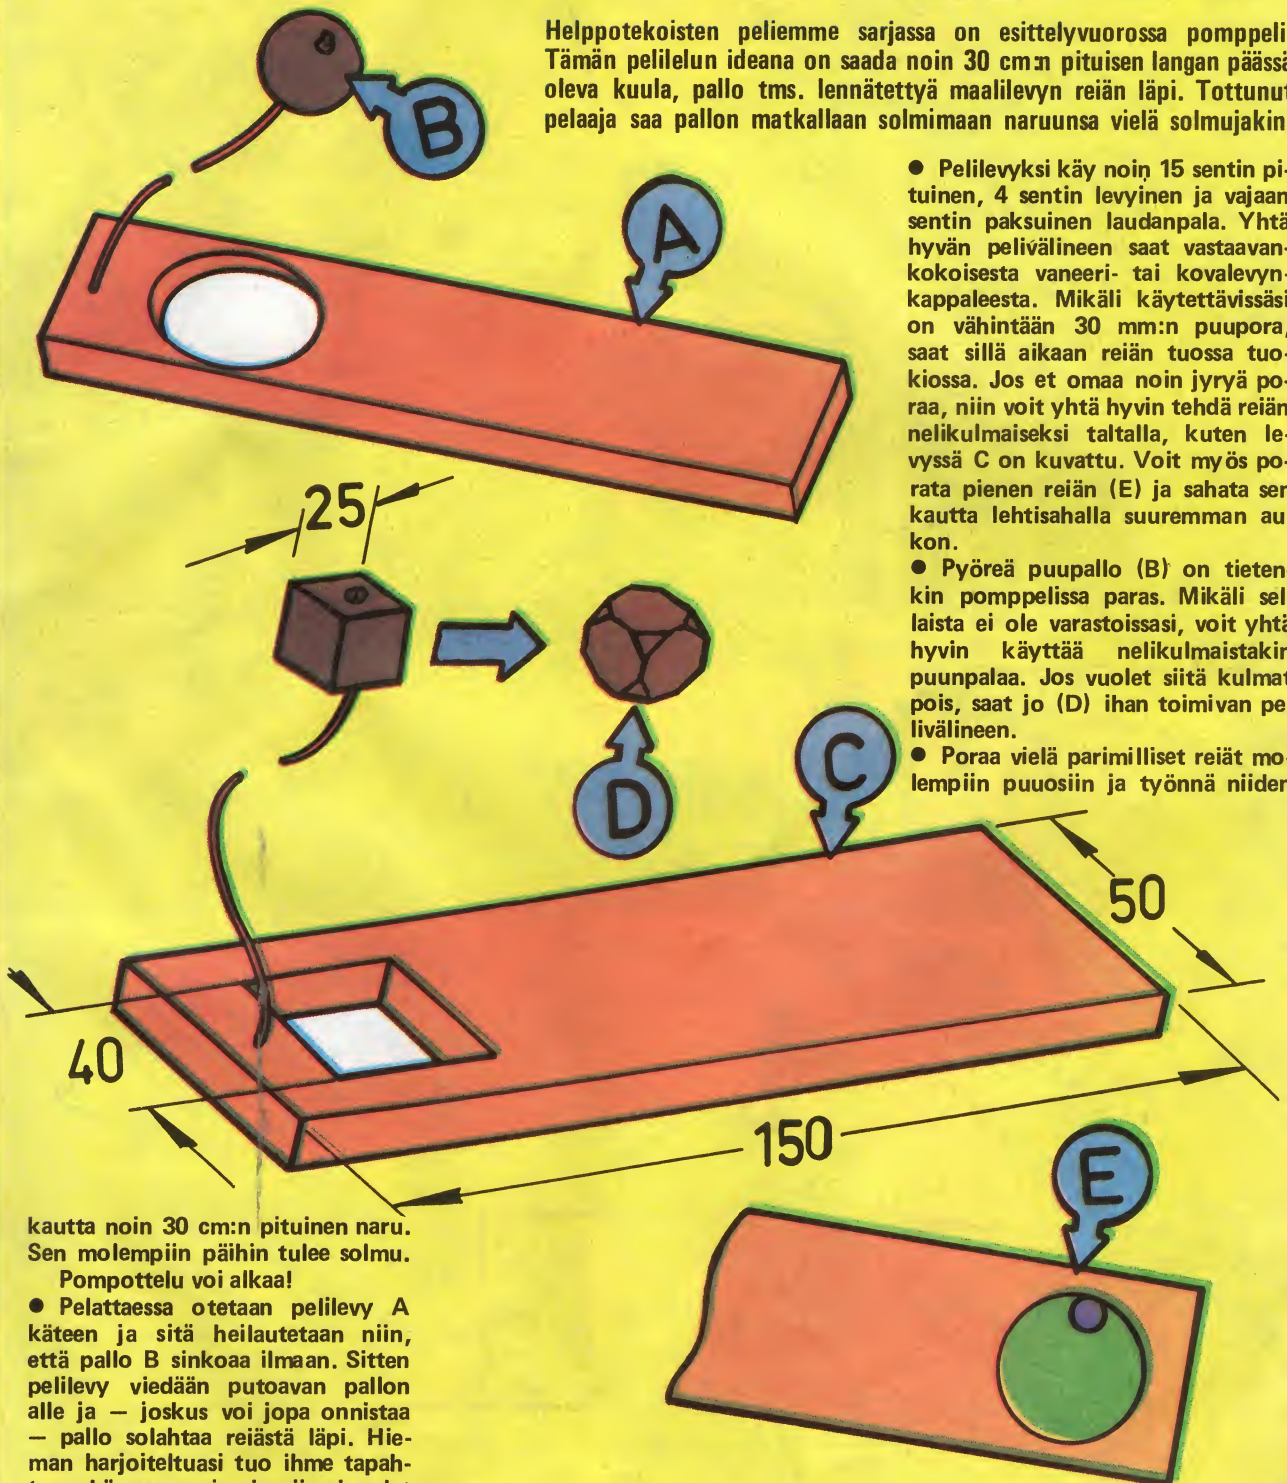 Helppotekoisten peliemme sarjassa on esittelyvuorossa pomppeli
Tämän pelilelun ideana on saada noin 30 cm:n pituisen langan päässä
oleva kuula, pallo tms. lennätettyä maalilevyn reiän läpi. Tottunut
pelaaja saa pallon matkallaan solmimaan naruunsa vielä solmujakin
B
A
● Pelilevyksi käy noin 15 sentin pi-
tuinen, 4 sentin levyinen ja vajaan
sentin paksuinen laudanpala. Yhtä
hyvän pelivälineen saat vastaavan-
kokoisesta vaneeri- tai kovalevyn-
kappaleesta. Mikäli käytettävissäsi
on vähintään 30 mm:n puupora,
saat sillä aikaan reiän tuossa tuo-
kiossa. Jos et omaa noin jyryä po-
raa, niin voit yhtä hyvin tehdä reiän
nelikulmaiseksi taltalla, kuten le-
vyssä C on kuvattu. Voit myös po-
rata pienen reiän (E) ja sahata sen
kautta lehtisahalla suuremman au
kon.
● Pyöreä puupallo (B) on tieten-
kin pomppelissa paras. Mikäli sel
laista ei ole varastoissasi, voit yhtä
hyvin käyttää nelikulmaistakin
puunpalaa. Jos vuolet siitä kulmat
pois, saat jo (D) ihan toimivan pe
livälineen.
● Poraa vielä parimilliset reiät mo-
lempiin puuosiin ja työnnä niiden
25
D
C
50
40
150
E
kautta noin 30 cm:n pituinen naru.
Sen molempiin päihin tulee solmu.
Pompottelu voi alkaa!
● Pelattaessa otetaan pelilevy A
käteen ja sitä heilautetaan niin,
että pallo B sinkoaa ilmaan. Sitten
pelilevy viedään putoavan pallon
alle ja — joskus voi jopa onnistaa
— pallo solahtaa reiästä läpi. Hie-
man harjoiteltuasi tuo ihme tapah-